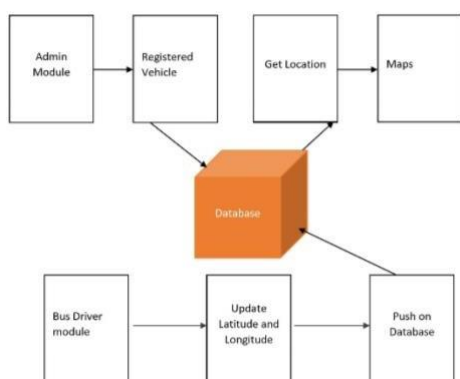 Admin
Module
Registered
Vehicle
Get Location
Maps
Database
Bus Driver
module
Update
Latitude and
Longitude
Push on
Database